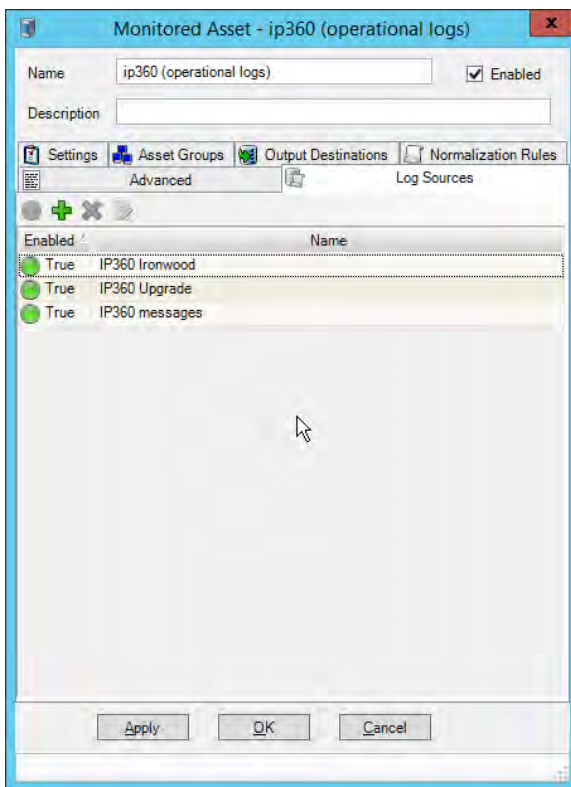 Monitored Asset - ip360 (operational logs)
x
Name ip360 (operational logs) Enabled
Description
Settings Asset Groups Output Destinations Normalization Rules
Advanced Log Sources
Enabled Name
True IP360 Ironwood
True IP360 Upgrade
True IP360 messages
Apply OK Cancel